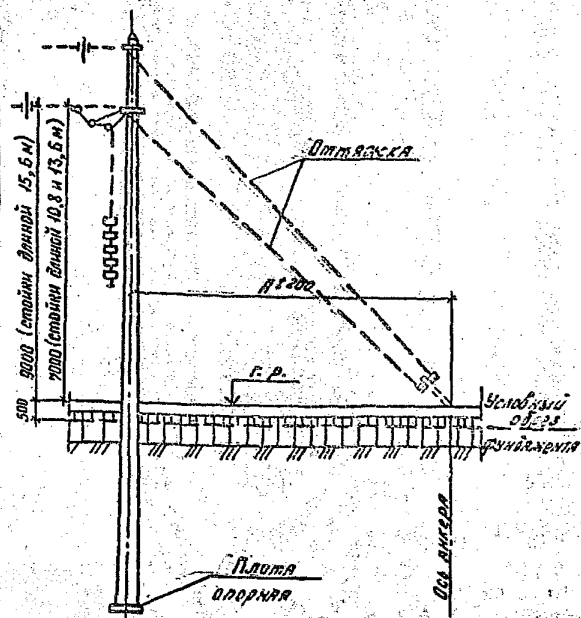 Оттяжка
9000 (стойки длиной 15,6 м)
7000 (стойки длиной 10,8 и 13,6 м)
А±200
Г.Р.
500
Условный
обрез
фундамента
Плита
опорная
Ось анкера